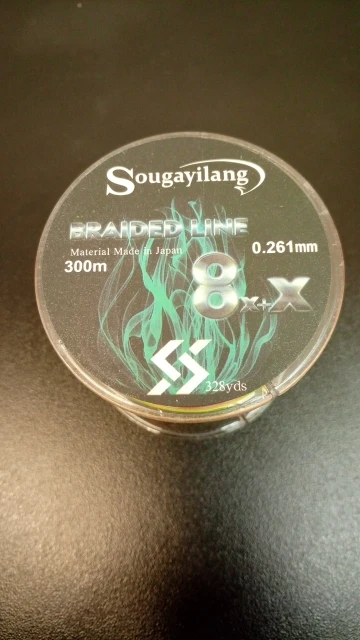 Sougayilang
BRAIDED LINE
Material Made in Japan
0.261mm
300m
8x+X
328yds